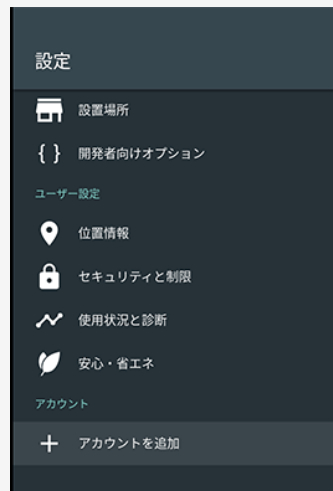 設定
設置場所
開発者向けオプション
ユーザー設定
位置情報
セキュリティと制限
使用状況と診断
安心・省エネ
アカウント
アカウントを追加